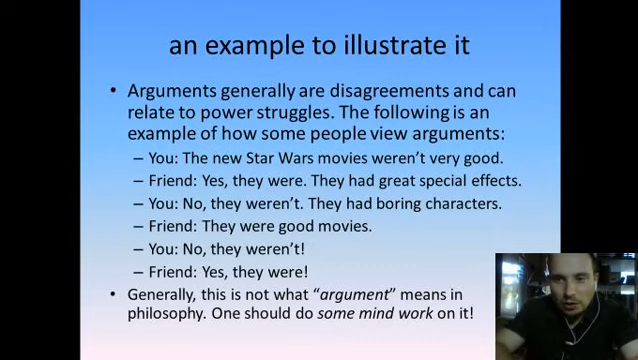 an example to illustrate it
• Arguments generally are disagreements and can
relate to power struggles. The following is an
example of how some people view arguments:
– You: The new Star Wars movies weren't very good.
– Friend: Yes, they were. They had great special effects.
– You: No, they weren't. They had boring characters.
– Friend: They were good movies.
– You: No, they weren't!
– Friend: Yes, they were!
• Generally, this is not what “argument” means in
philosophy. One should do some mind work on it!